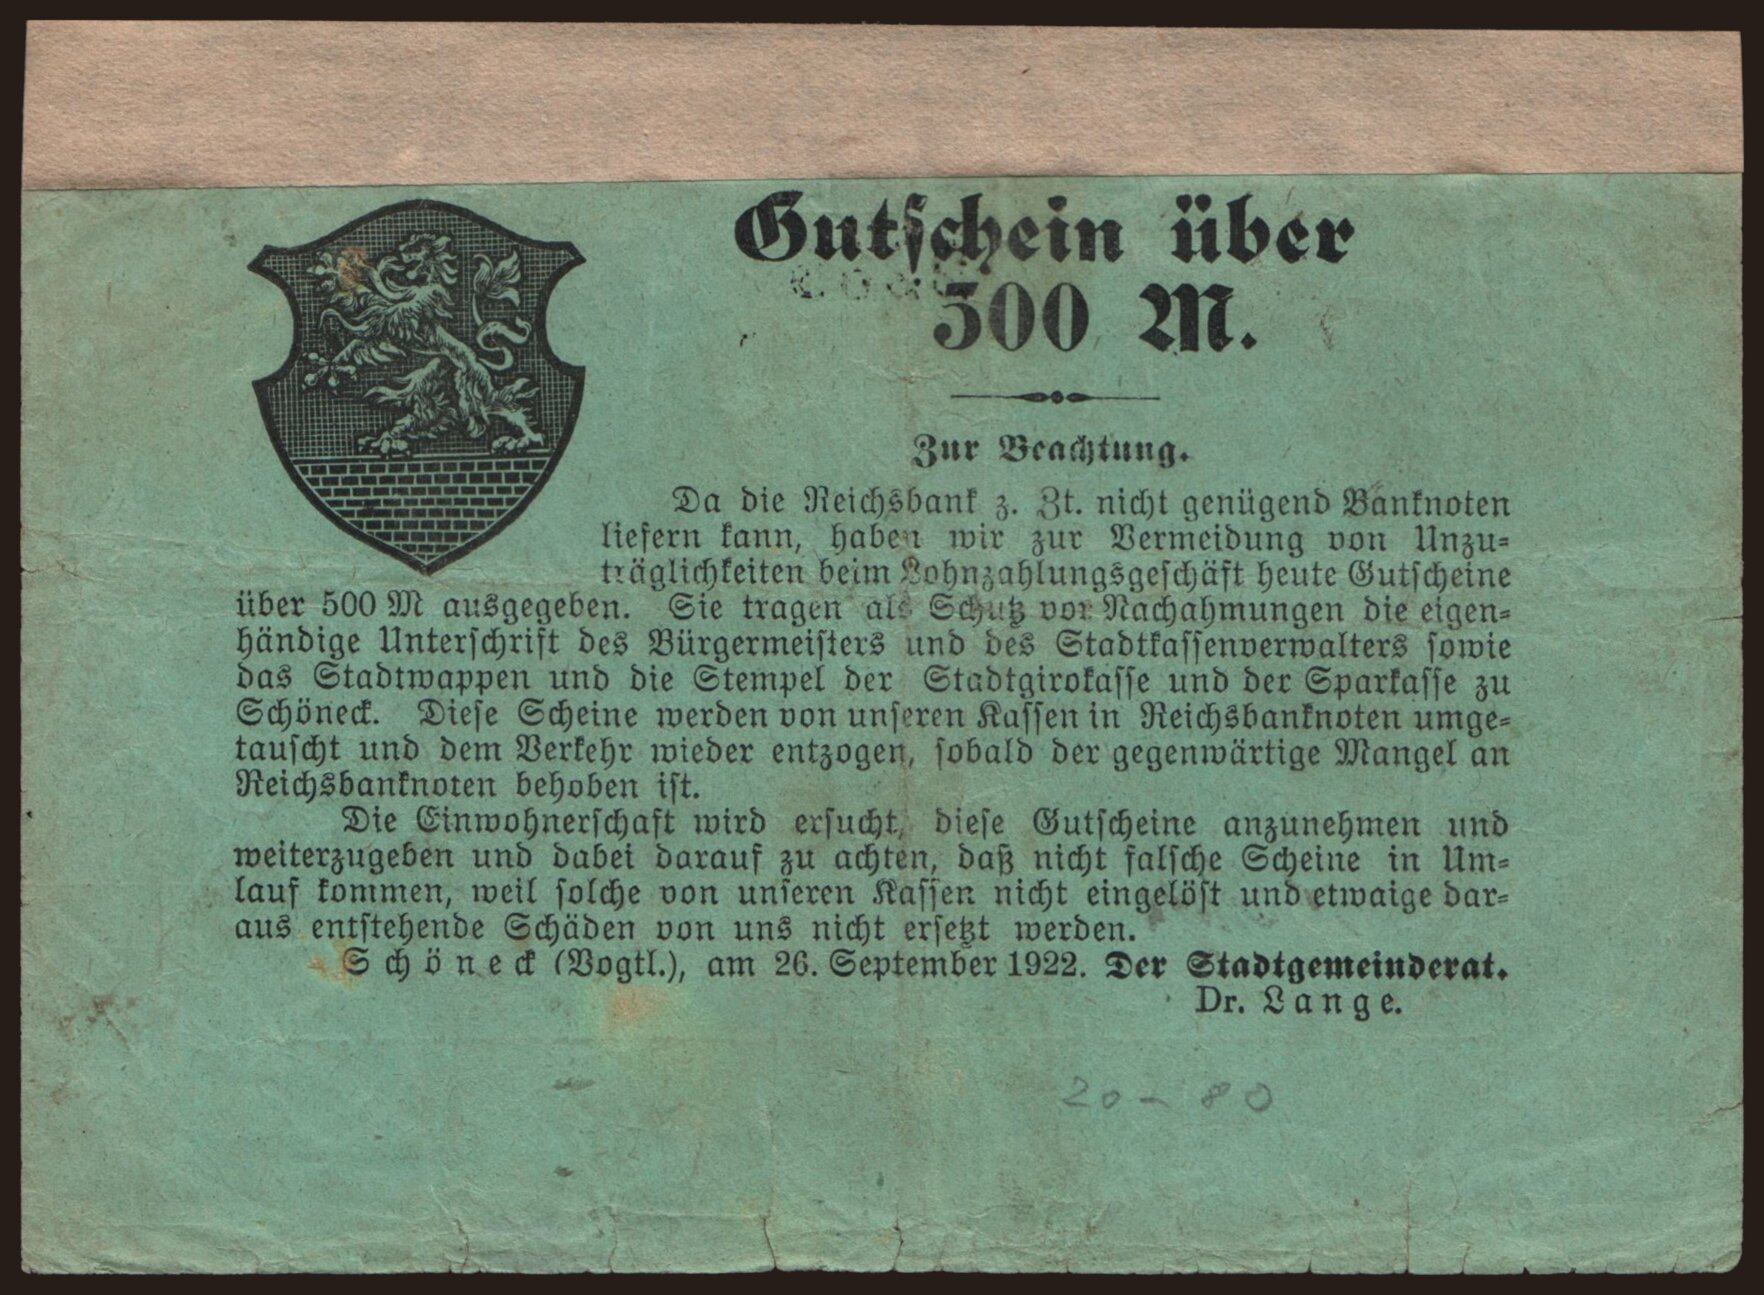 Gutschein über
500 M.
Zur Beachtung.
Da die Reichsbank z. Zt. nicht genügend Banknoten
liefern kann, haben wir zur Vermeidung von Unzu=
träglichkeiten beim Lohnzahlungsgeschäft heute Gutscheine
über 500 M ausgegeben. Sie tragen als Schutz vor Nachahmungen die eigen=
händige Unterschrift des Bürgermeisters und des Stadtkassenverwalters sowie
das Stadtwappen und die Stempel der Stadtgirokasse und der Sparkasse zu
Schöneck. Diese Scheine werden von unseren Kassen in Reichsbanknoten umge=
tauscht und dem Verkehr wieder entzogen, sobald der gegenwärtige Mangel an
Reichsbanknoten behoben ist.
Die Einwohnerschaft wird ersucht, diese Gutscheine anzunehmen und
weiterzugeben und dabei darauf zu achten, daß nicht falsche Scheine in Um=
lauf kommen, weil solche von unseren Kassen nicht eingelöst und etwaige dar=
aus entstehende Schäden von uns nicht ersetzt werden.
Schöneck (Vogtl.), am 26. September 1922. Der Stadtgemeinderat.
Dr. Lange.
20 - 80